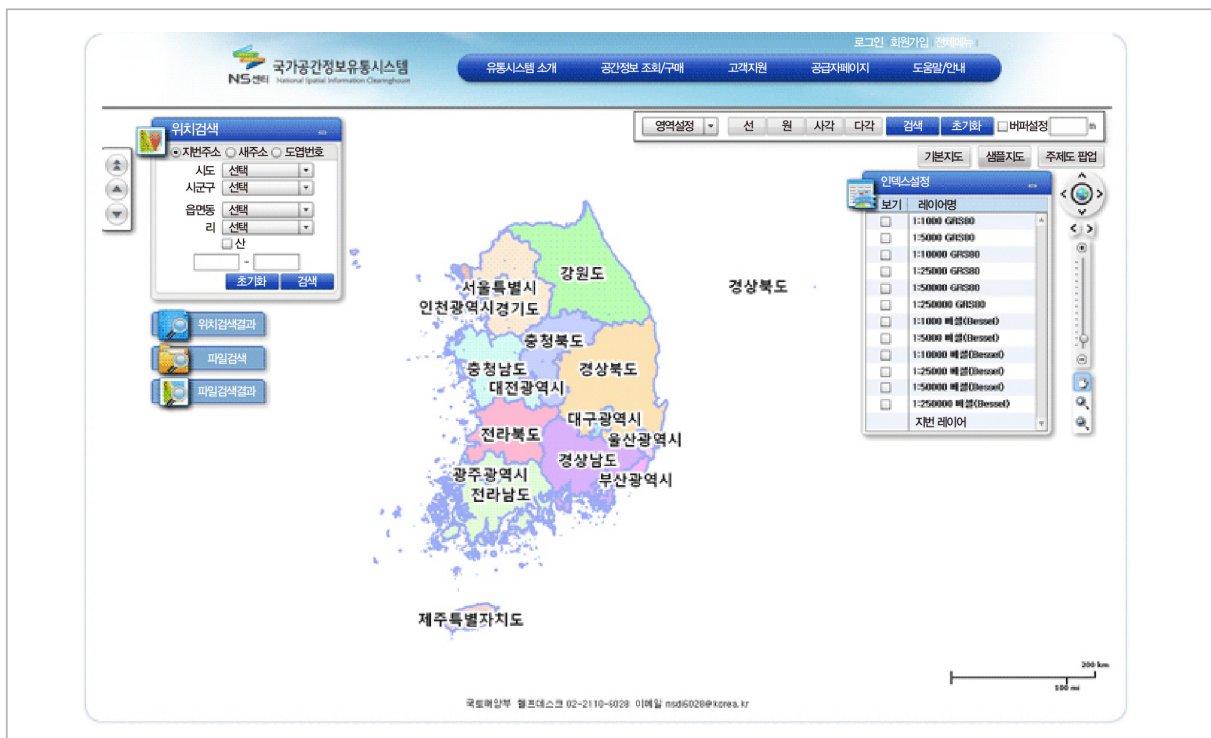 로그인 회원가입 전체메뉴
NS센터 국가공간정보유통시스템
National Spatial Information Clearinghouse
유통시스템 소개 공간정보 조회/구매 고객지원 공급자페이지 도움말/안내
영역설정 선 원 사각 다각 검색 초기화 버퍼설정 m
기본지도 샘플지도 주제도 팝업
위치검색
지번주소 새주소 도엽번호
시도 선택
시군구 선택
읍면동 선택
리 선택
산
-
초기화 검색
위치검색결과
파일검색
파일검색결과
인덱스설정
보기 레이어명
1:1000 GRS80
1:5000 GRS80
1:10000 GRS80
1:25000 GRS80
1:50000 GRS80
1:250000 GRS80
1:1000 베셀(Bessel)
1:5000 베셀(Bessel)
1:10000 베셀(Bessel)
1:25000 베셀(Bessel)
1:50000 베셀(Bessel)
1:250000 베셀(Bessel)
지번 레이어
강원도
서울특별시
경상북도
인천광역시경기도
충청북도
충청남도
경상북도
대전광역시
대구광역시
전라북도
울산광역시
경상남도
광주광역시
부산광역시
전라남도
제주특별자치도
200 km
100 mi
국토해양부 헬프데스크 02-2110-6028 이메일 nsdi6028@korea.kr